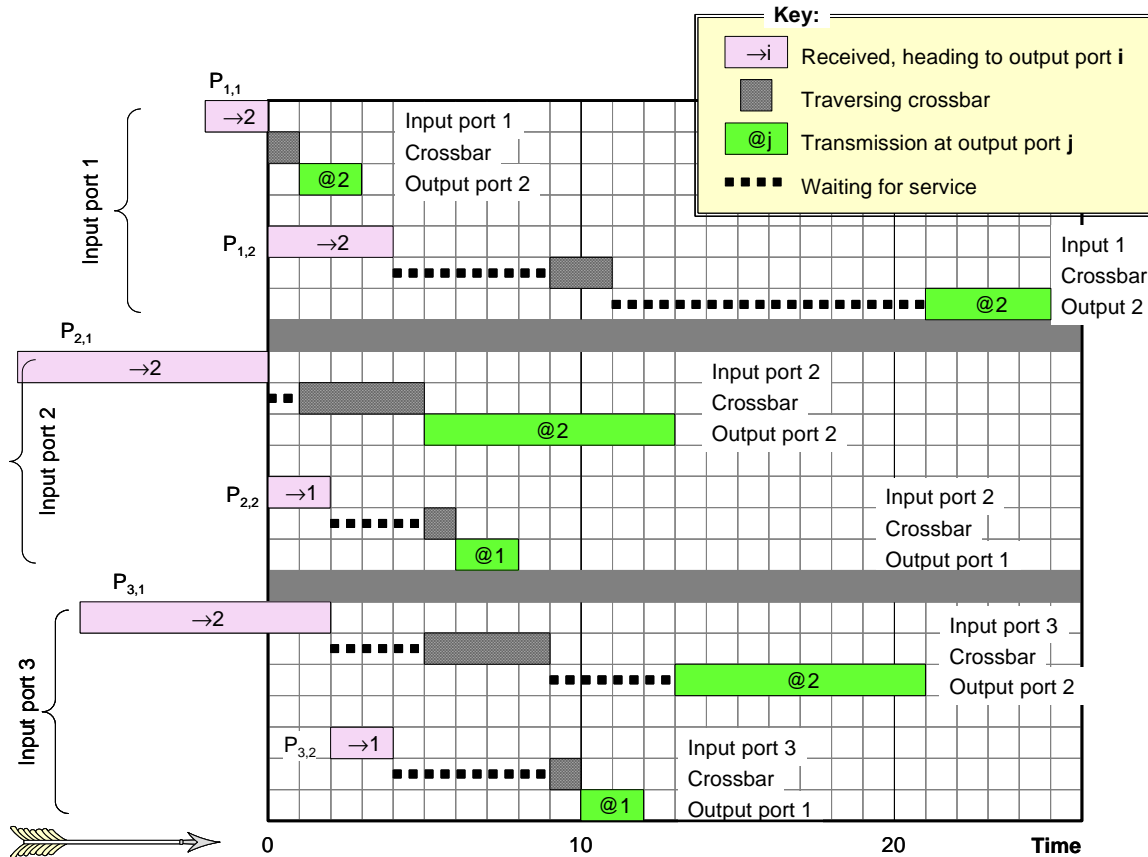 Key:
→i Received, heading to output port i
Traversing crossbar
@j Transmission at output port j
Waiting for service
P1,1
→2
Input port 1
Crossbar
@2
Output port 2
Input port 1
P1,2
→2
Input 1
Crossbar
@2
Output 2
P2,1
→2
Input port 2
Crossbar
@2
Output port 2
Input port 2
P2,2
→1
Input port 2
Crossbar
@1
Output port 1
P3,1
→2
Input port 3
Crossbar
@2
Output port 2
Input port 3
P3,2
→1
Input port 3
Crossbar
@1
Output port 1
0 10 20 Time